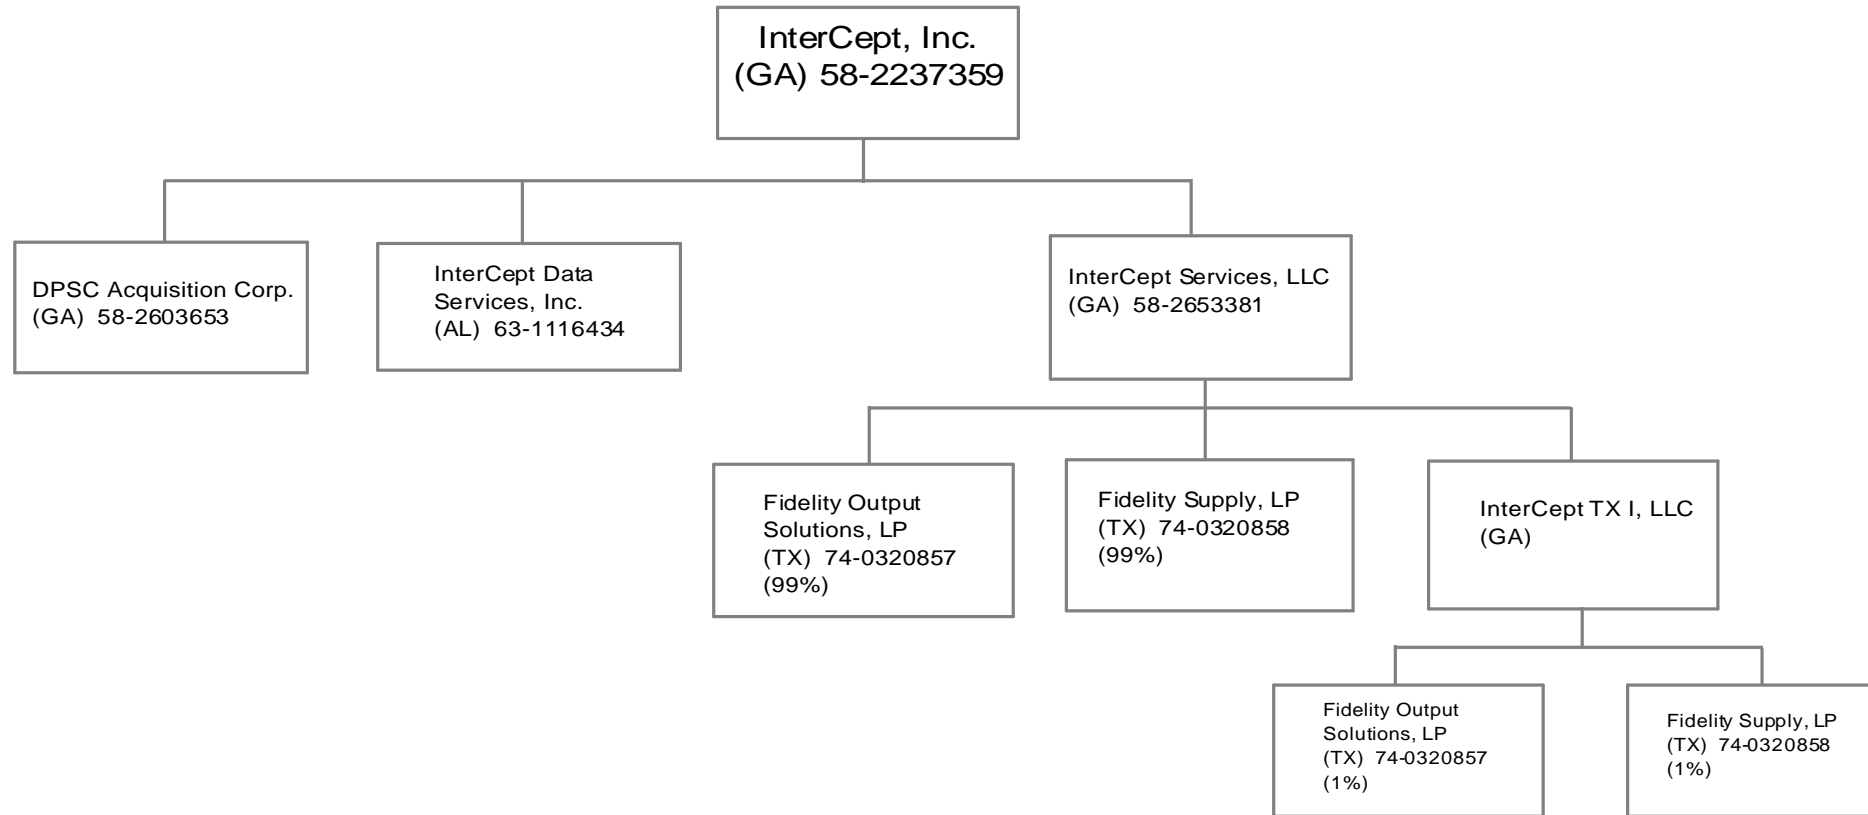 InterCept, Inc.
(GA) 58-2237359
DPSC Acquisition Corp.
(GA) 58-2603653
InterCept Data
Services, Inc.
(AL) 63-1116434
InterCept Services, LLC
(GA) 58-2653381
Fidelity Output
Solutions, LP
(TX) 74-0320857
(99%)
Fidelity Supply, LP
(TX) 74-0320858
(99%)
InterCept TX I, LLC
(GA)
Fidelity Output
Solutions, LP
(TX) 74-0320857
(1%)
Fidelity Supply, LP
(TX) 74-0320858
(1%)